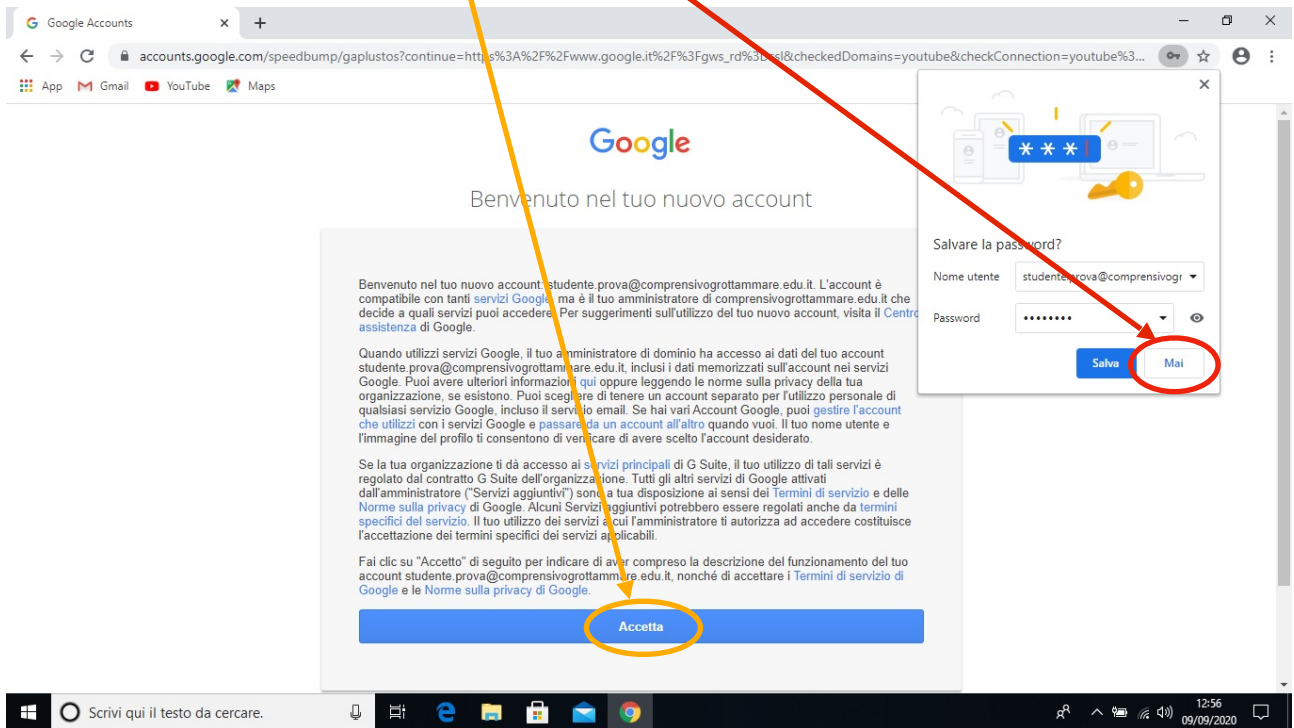 Google Accounts
accounts.google.com/speedbump/gaplustos?continue=https%3A%2F%2Fwww.google.it%2F%3Fgws_rd%3Dssl&checkedDomains=youtube&checkConnection=youtube%3...
App Gmail YouTube Maps
Google
Benvenuto nel tuo nuovo account
Benvenuto nel tuo nuovo account: studente.prova@comprensivogrottammare.edu.it. L'account è
compatibile con tanti servizi Google, ma è il tuo amministratore di comprensivogrottammare.edu.it che
decide a quali servizi puoi accedere. Per suggerimenti sull'utilizzo del tuo nuovo account, visita il Centro
assistenza di Google.
Quando utilizzi servizi Google, il tuo amministratore di dominio ha accesso ai dati del tuo account
studente.prova@comprensivogrottammare.edu.it, inclusi i dati memorizzati sull'account nei servizi
Google. Puoi avere ulteriori informazioni qui oppure leggendo le norme sulla privacy della tua
organizzazione, se esistono. Puoi scegliere di tenere un account separato per l'utilizzo personale di
qualsiasi servizio Google, incluso il servizio email. Se hai vari Account Google, puoi gestire l'account
che utilizzi con i servizi Google e passare da un account all'altro quando vuoi. Il tuo nome utente e
l'immagine del profilo ti consentono di verificare di avere scelto l'account desiderato.
Se la tua organizzazione ti dà accesso ai servizi principali di G Suite, il tuo utilizzo di tali servizi è
regolato dal contratto G Suite dell'organizzazione. Tutti gli altri servizi di Google attivati
dall'amministratore ("Servizi aggiuntivi") sono a tua disposizione ai sensi dei Termini di servizio e delle
Norme sulla privacy di Google. Alcuni Servizi aggiuntivi potrebbero essere regolati anche da termini
specifici del servizio. Il tuo utilizzo dei servizi a cui l'amministratore ti autorizza ad accedere costituisce
l'accettazione dei termini specifici dei servizi applicabili.
Fai clic su "Accetto" di seguito per indicare di aver compreso la descrizione del funzionamento del tuo
account studente.prova@comprensivogrottammare.edu.it, nonché di accettare i Termini di servizio di
Google e le Norme sulla privacy di Google.
Accetta
* * *
Salvare la password?
Nome utente studente.prova@comprensivogr
Password ••••••••
Salva Mai
Scrivi qui il testo da cercare.
12:56
09/09/2020